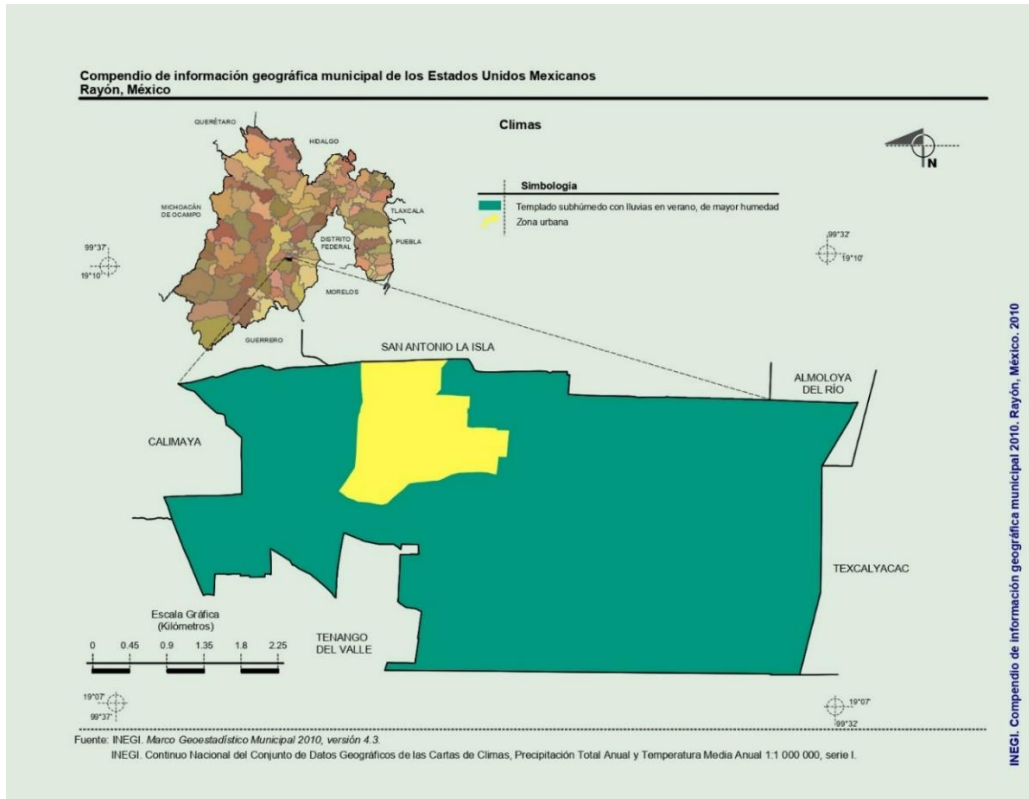 Compendio de información geográfica municipal de los Estados Unidos Mexicanos
Rayón, México
Climas
QUERÉTARO
HIDALGO
MICHOACÁN
DE OCAMPO
TLAXCALA
DISTRITO
FEDERAL
PUEBLA
MORELOS
GUERRERO
N
Simbología
Templado subhúmedo con lluvias en verano, de mayor humedad
Zona urbana
99°37'
19°10'
99°32'
19°10'
SAN ANTONIO LA ISLA
ALMOLOYA
DEL RÍO
CALIMAYA
TEXCALYACAC
TENANGO
DEL VALLE
Escala Gráfica
(Kilómetros)
0 0.45 0.9 1.35 1.8 2.25
19°07'
99°37'
19°07'
99°32'
Fuente: INEGI. Marco Geoestadístico Municipal 2010, versión 4.3.
INEGI. Continuo Nacional del Conjunto de Datos Geográficos de las Cartas de Climas, Precipitación Total Anual y Temperatura Media Anual 1:1 000 000, serie I.
INEGI. Compendio de información geográfica municipal 2010. Rayón, México. 2010